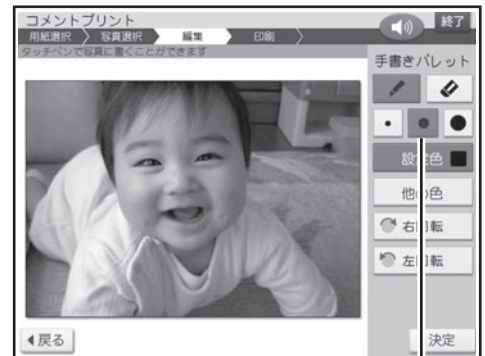 コメントプリント
終了
用紙選択 写真選択 編集 印刷
タッチペンで写真に書くことができます
手書きパレット
設定色
他の色
右回転
左回転
戻る
決定